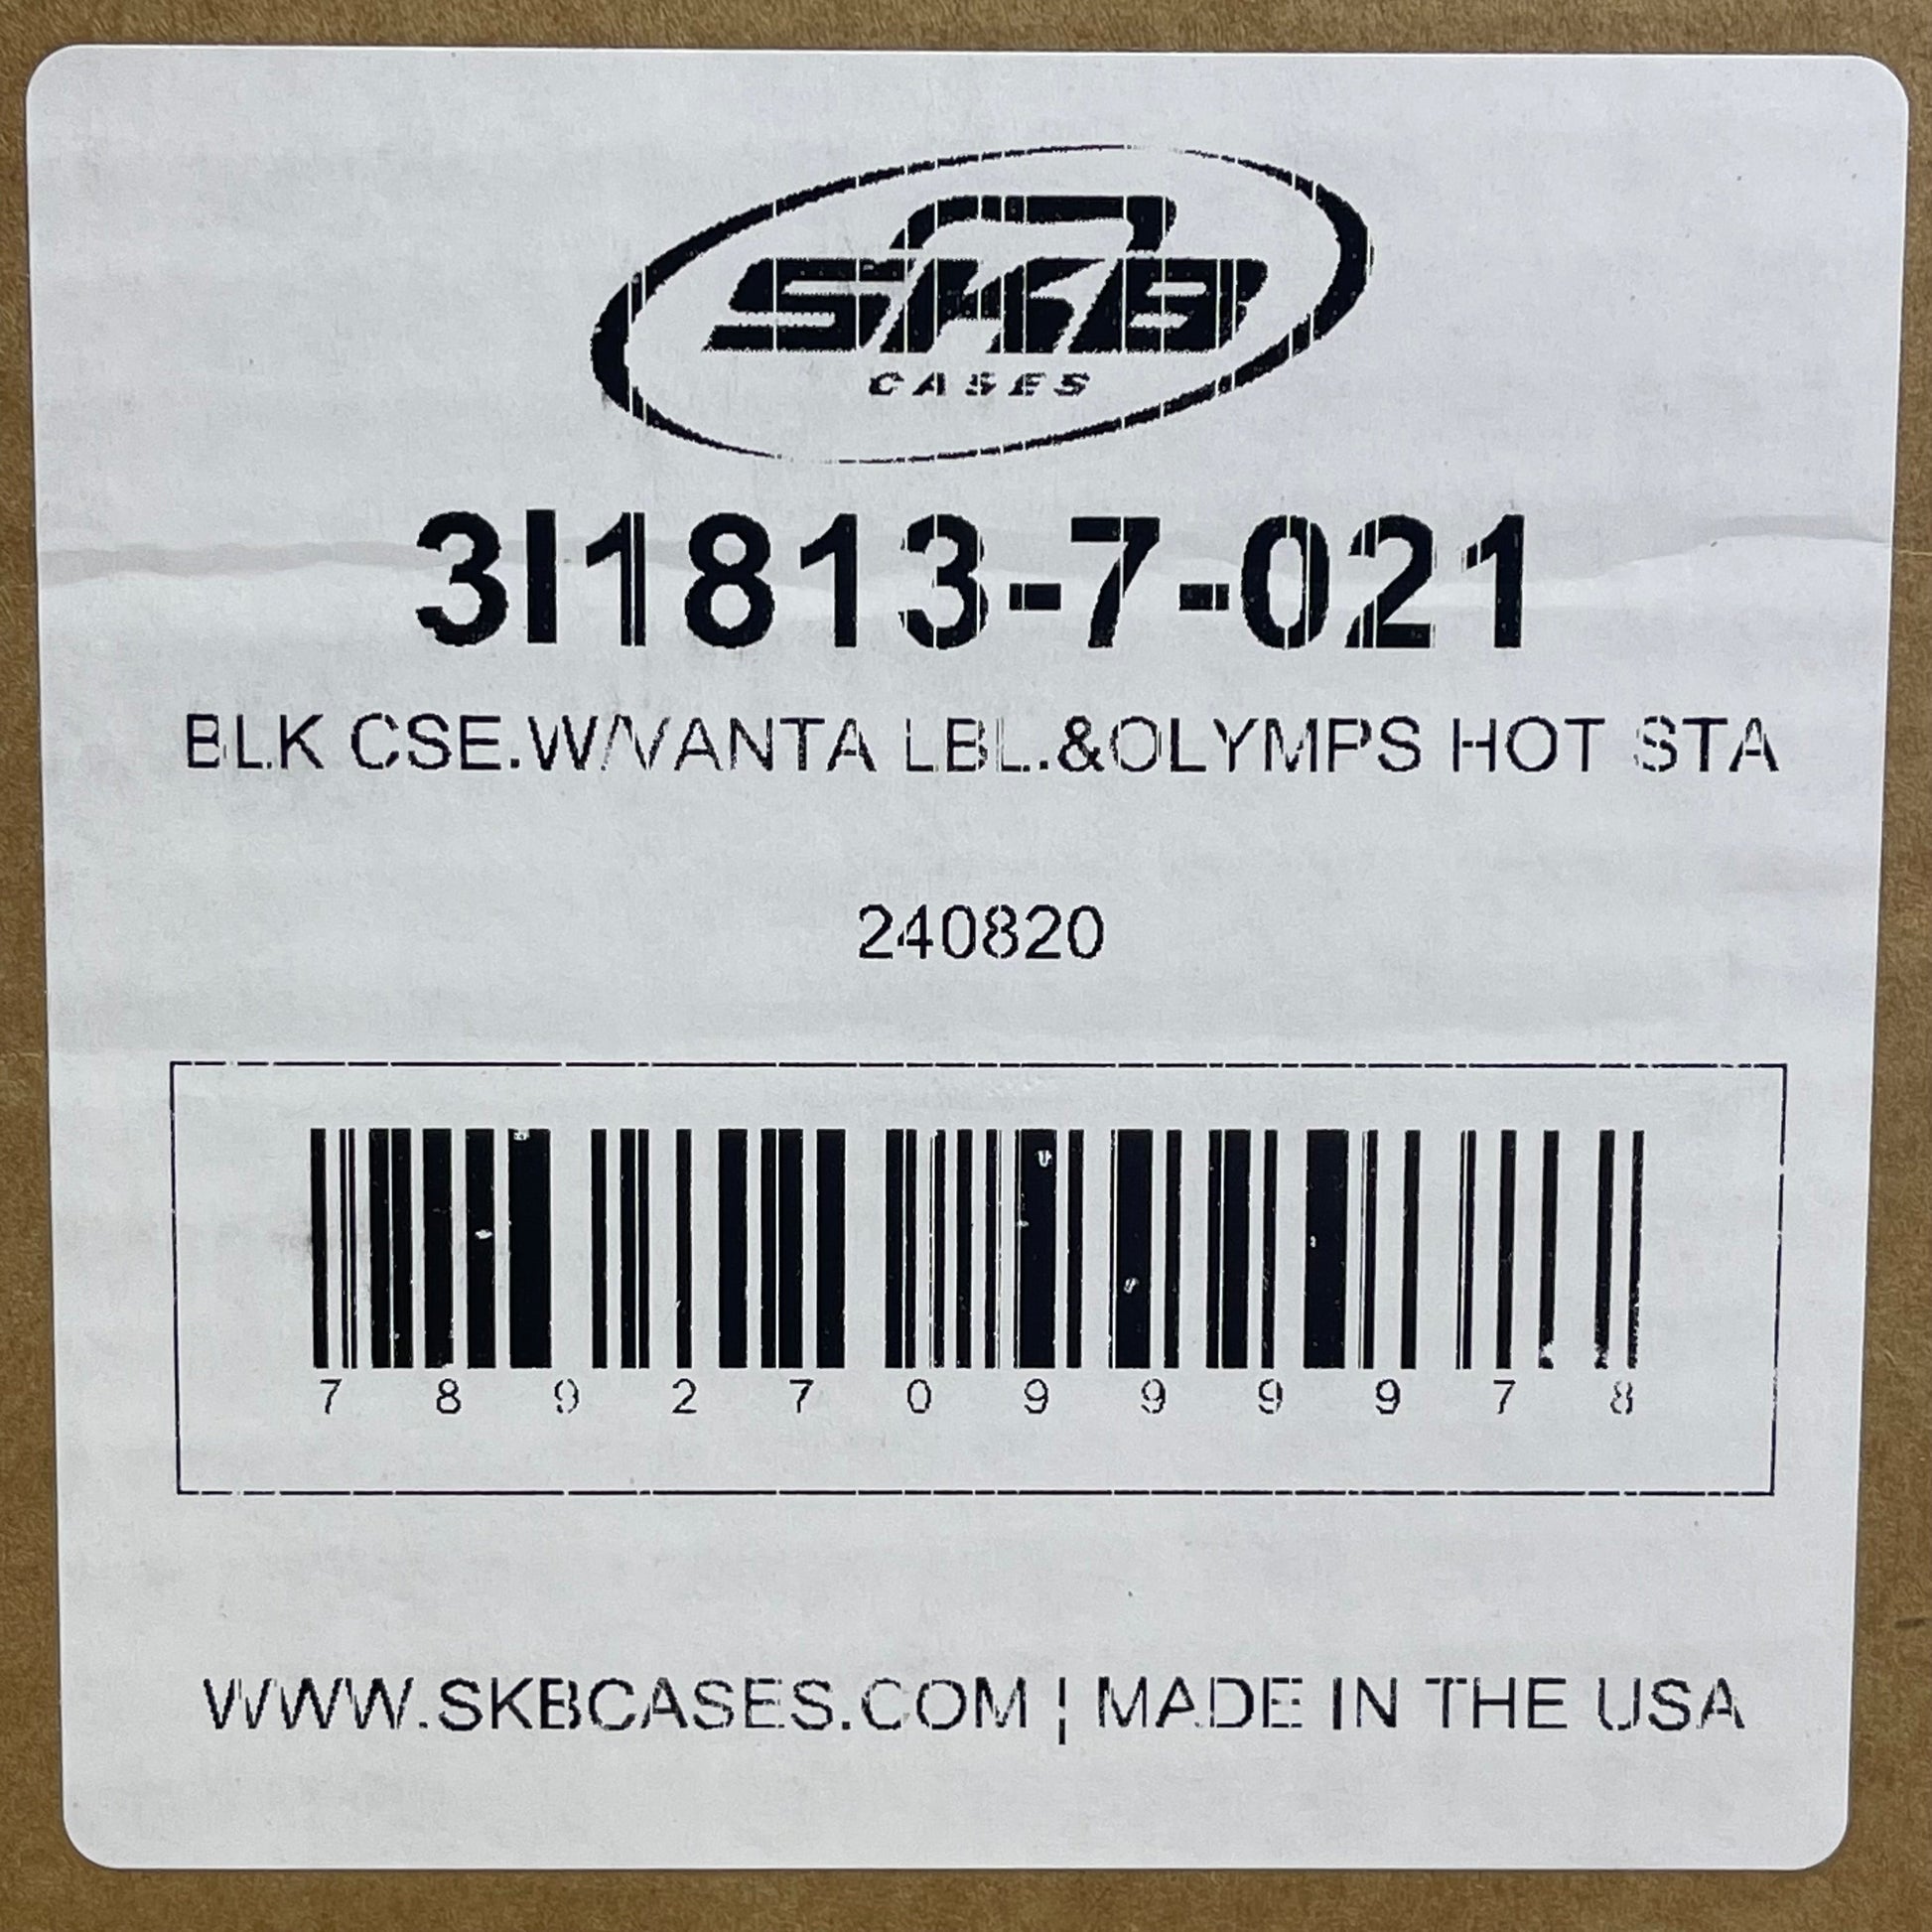 SKB
CASES
3I1813-7-021
BLK CSE.W/VANTA LBL.&OLYMPS HOT STA
240820
7 8 9 2 7 0 9 9 9 9 7 8
WWW.SKBCASES.COM ¦ MADE IN THE USA